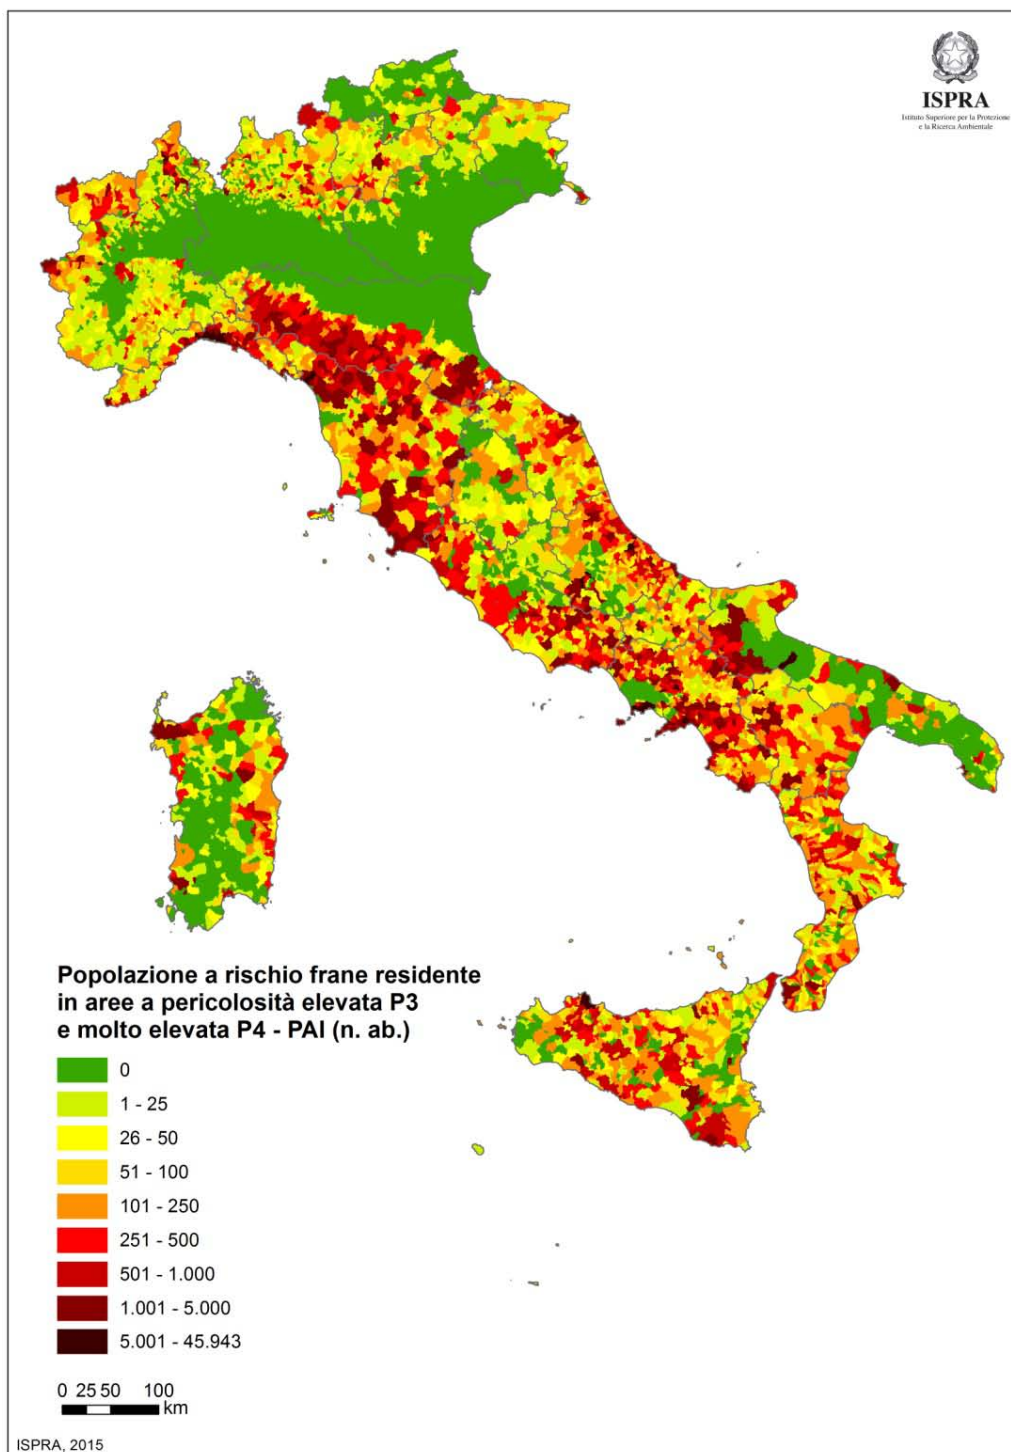 ISPRA
Istituto Superiore per la Protezione
e la Ricerca Ambientale
Popolazione a rischio frane residente
in aree a pericolosità elevata P3
e molto elevata P4 - PAI (n. ab.)
0
1 - 25
26 - 50
51 - 100
101 - 250
251 - 500
501 - 1.000
1.001 - 5.000
5.001 - 45.943
0 25 50 100
km
ISPRA, 2015